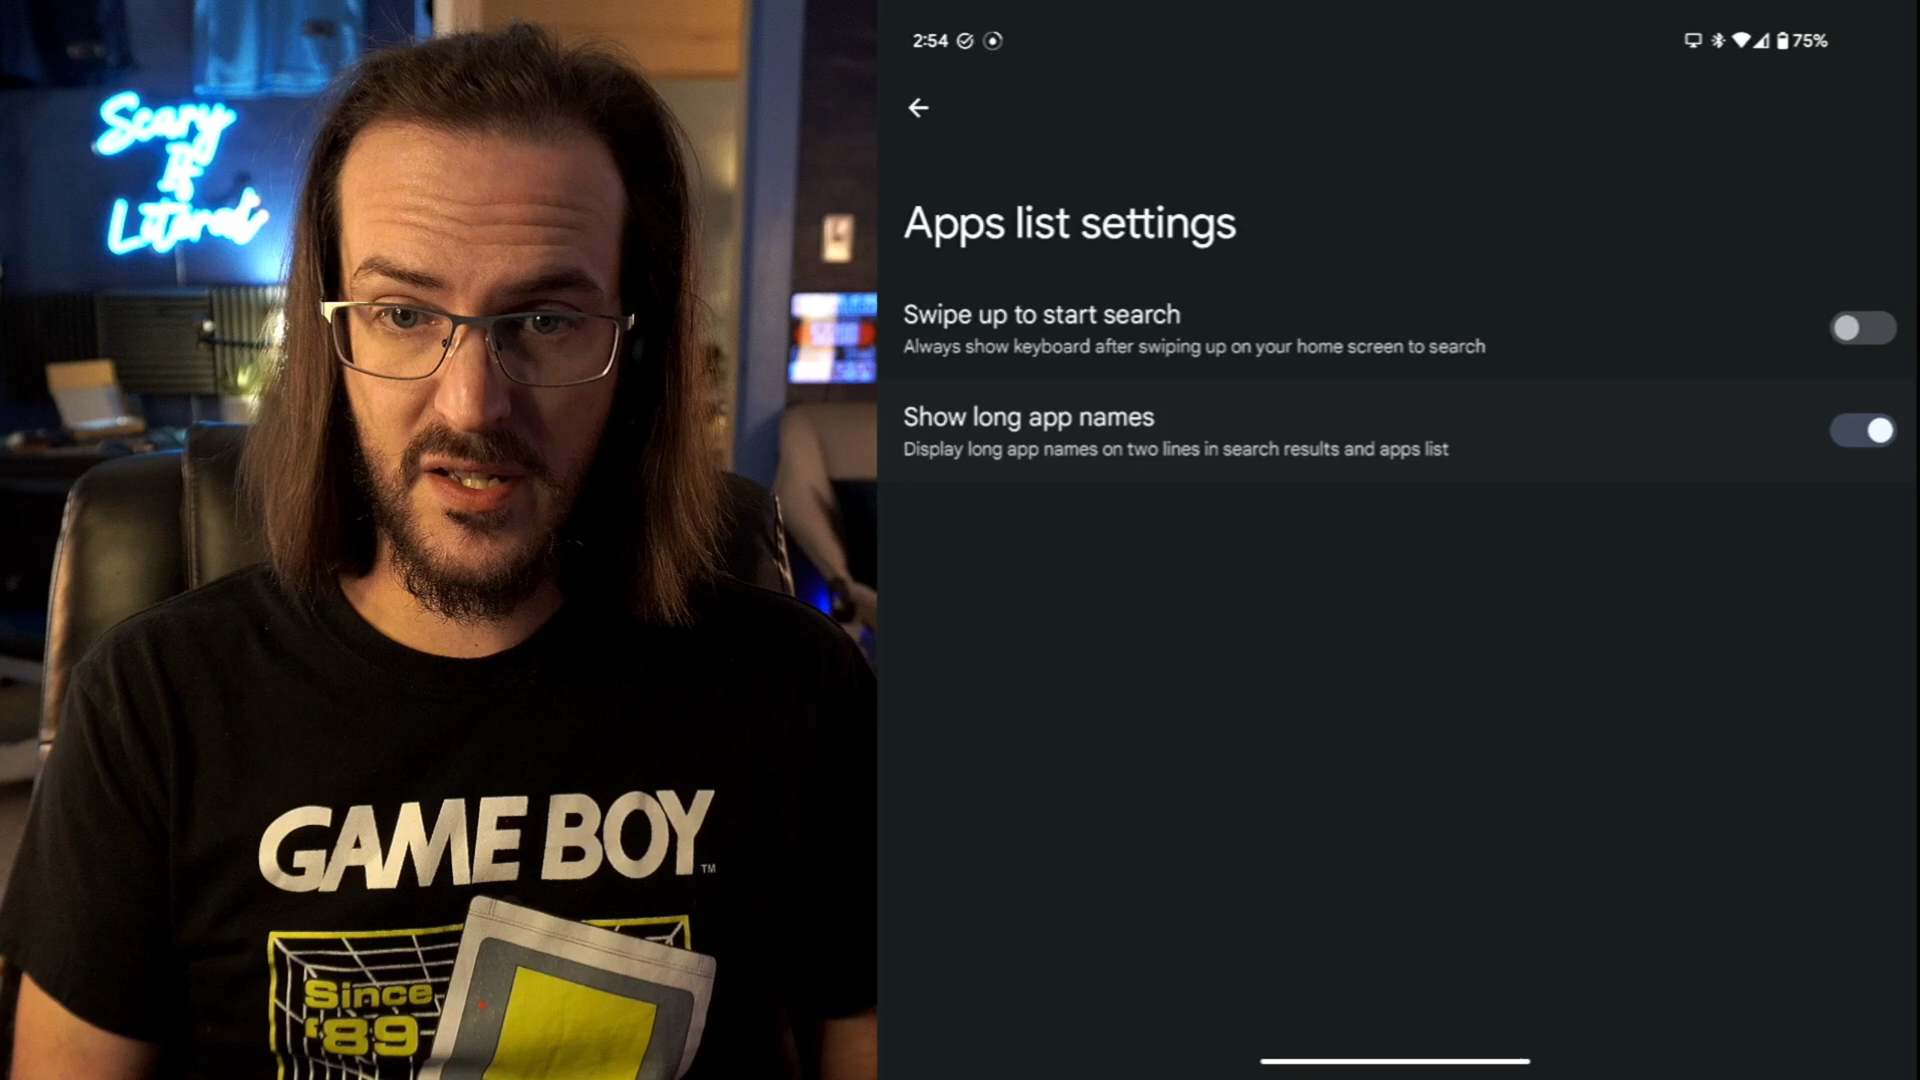 Scary
Is
Literal
GAME BOY
TM
Since
'89
2:54
75%
Apps list settings
Swipe up to start search
Always show keyboard after swiping up on your home screen to search
Show long app names
Display long app names on two lines in search results and apps list